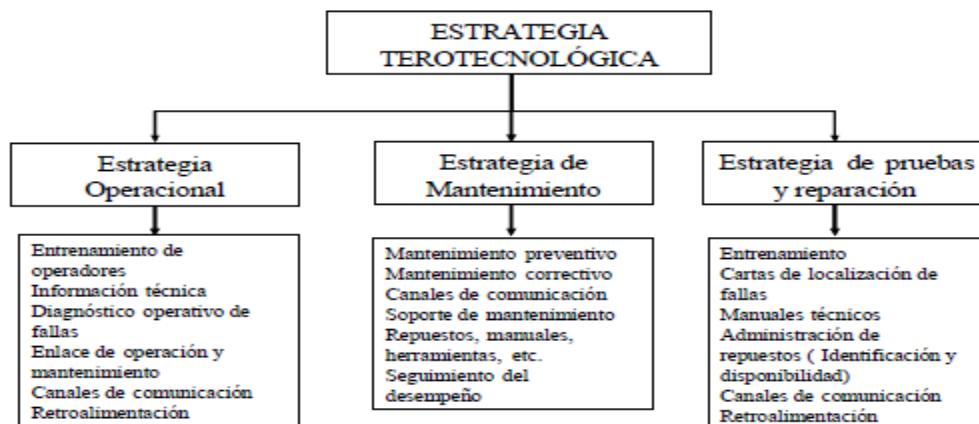 ESTRATEGIA
TEROTECNOLÓGICA
Estrategia
Operacional
Entrenamiento de
operadores
Información técnica
Diagnóstico operativo de
fallas
Enlace de operación y
mantenimiento
Canales de comunicación
Retroalimentación
Estrategia de
Mantenimiento
Mantenimiento preventivo
Mantenimiento correctivo
Canales de comunicación
Soporte de mantenimiento
Repuestos, manuales,
herramientas, etc.
Seguimiento del
desempeño
Estrategia de pruebas
y reparación
Entrenamiento
Cartas de localización de
fallas
Manuales técnicos
Administración de
repuestos ( Identificación y
disponibilidad)
Canales de comunicación
Retroalimentación